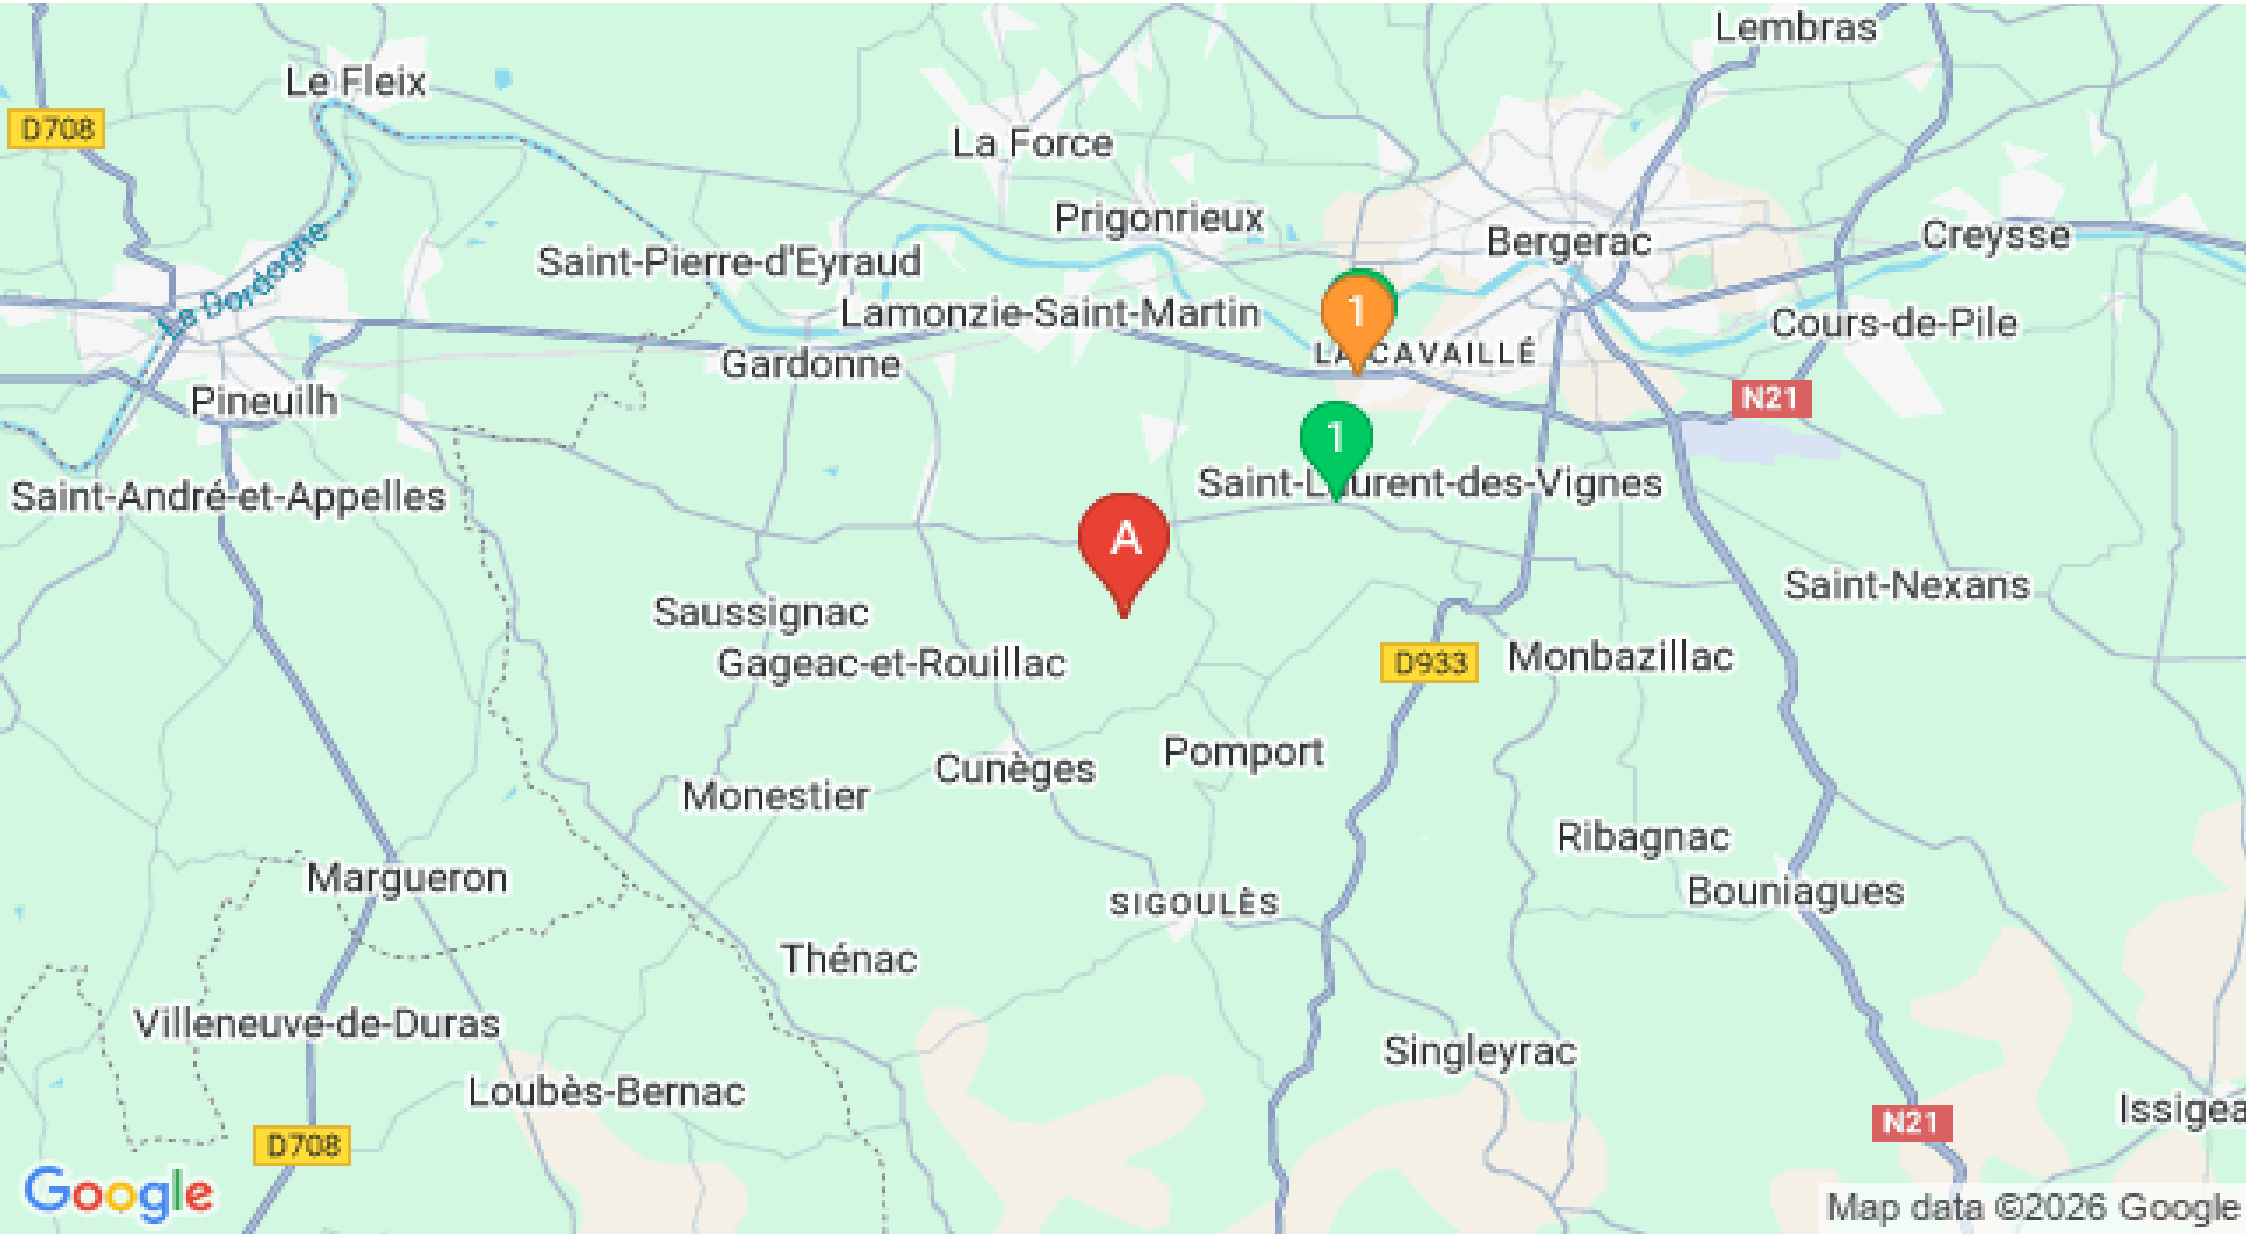 Lembras
Le Fleix
D708
La Force
Prigonrieux
Bergerac
Creysse
Le Dordogne
Saint-Pierre-d'Eyraud
1
Lamonzie-Saint-Martin
Cours-de-Pile
LA CAVAILLÉ
Gardonne
Pineuilh
N21
1
Saint-André-et-Appelles
Saint-Laurent-des-Vignes
A
Saint-Nexans
Saussignac
Gageac-et-Rouillac
D933
Monbazillac
Pomport
Cunèges
Monestier
Ribagnac
Margueron
Bouniagues
SIGOULÈS
Thénac
Villeneuve-de-Duras
Singleyrac
Loubès-Bernac
Issigea
N21
D708
Google
Map data ©2026 Google